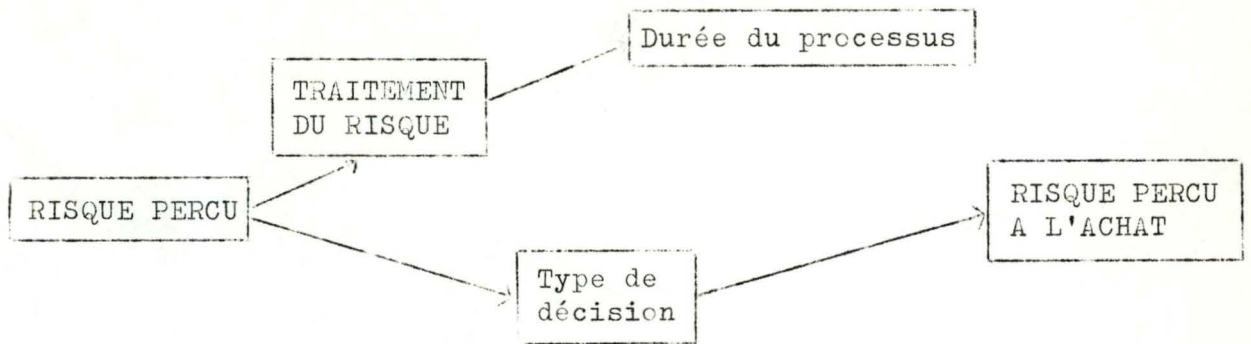 Durée du processus
TRAITEMENT
DU RISQUE
RISQUE PERCU
RISQUE PERCU
A L'ACHAT
Type de
décision